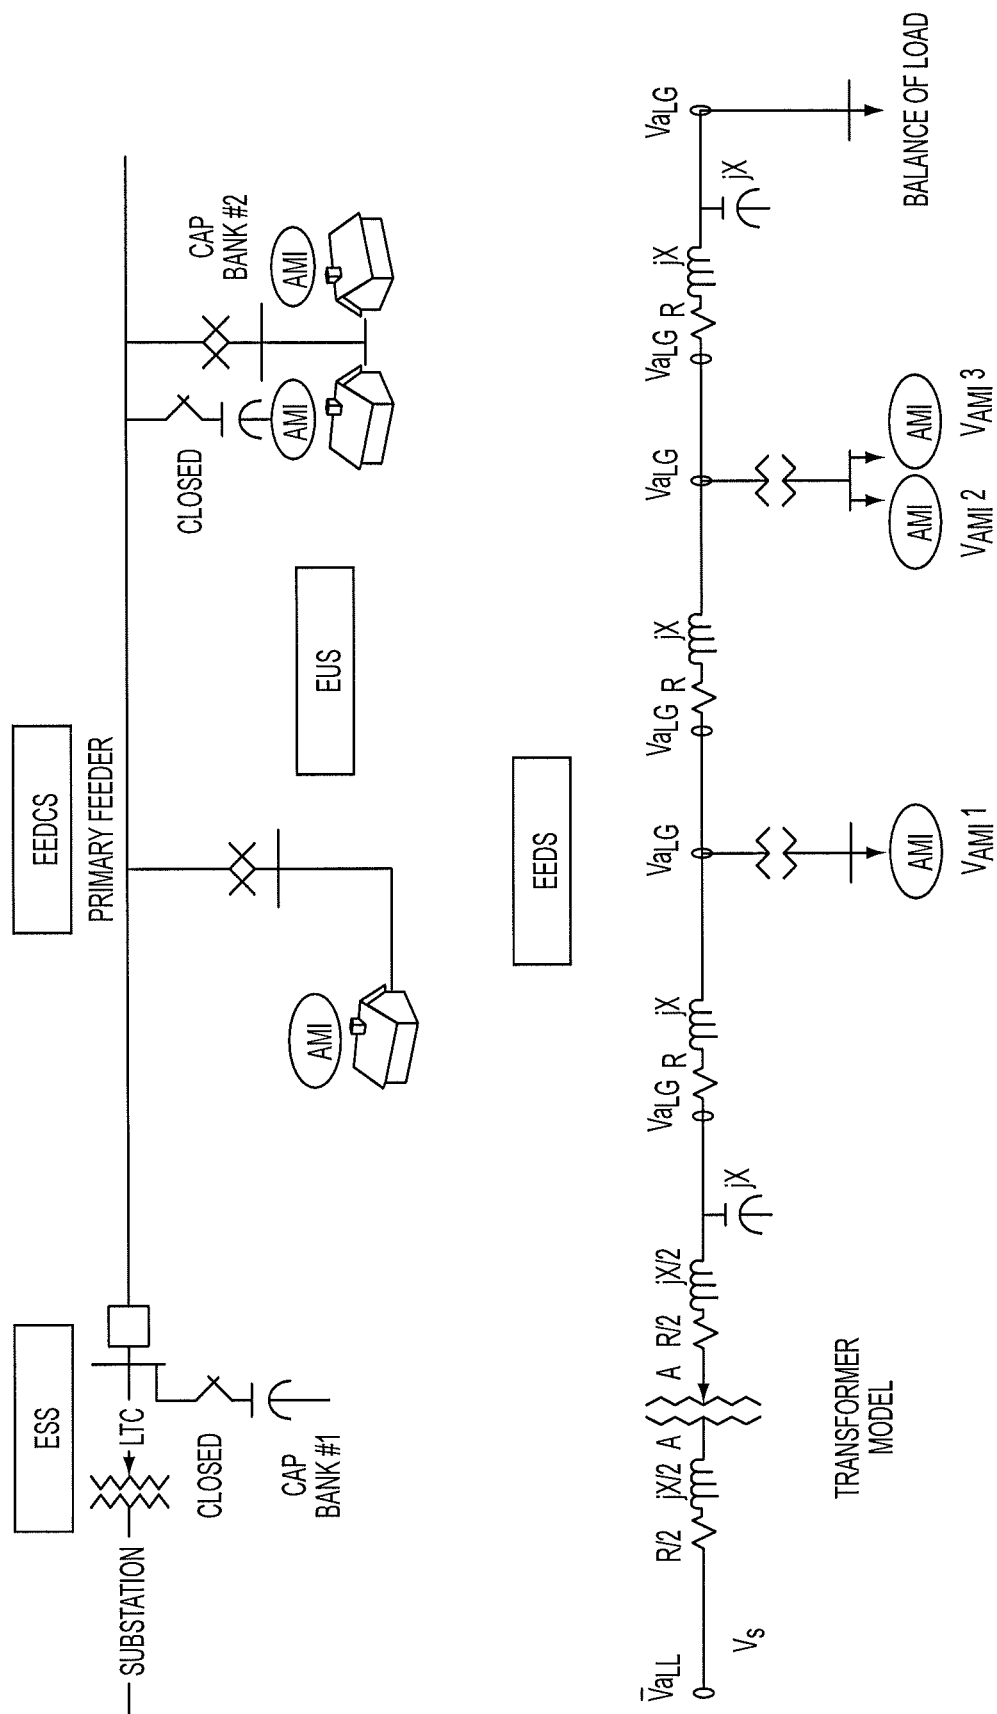 ESS
EEDCS
SUBSTATION
LTC
PRIMARY FEEDER
CLOSED
CAP
BANK #1
AMI
EUS
CLOSED
AMI
CAP
BANK #2
AMI
EEDS
V̅aLL
VS
R/2
jX/2
A
A
R/2
jX/2
jX
VaLG
R
jX
VaLG
VaLG
R
jX
VaLG
VaLG
R
jX
jX
VaLG
TRANSFORMER
MODEL
AMI
VAMI 1
AMI
VAMI 2
AMI
VAMI 3
BALANCE OF LOAD